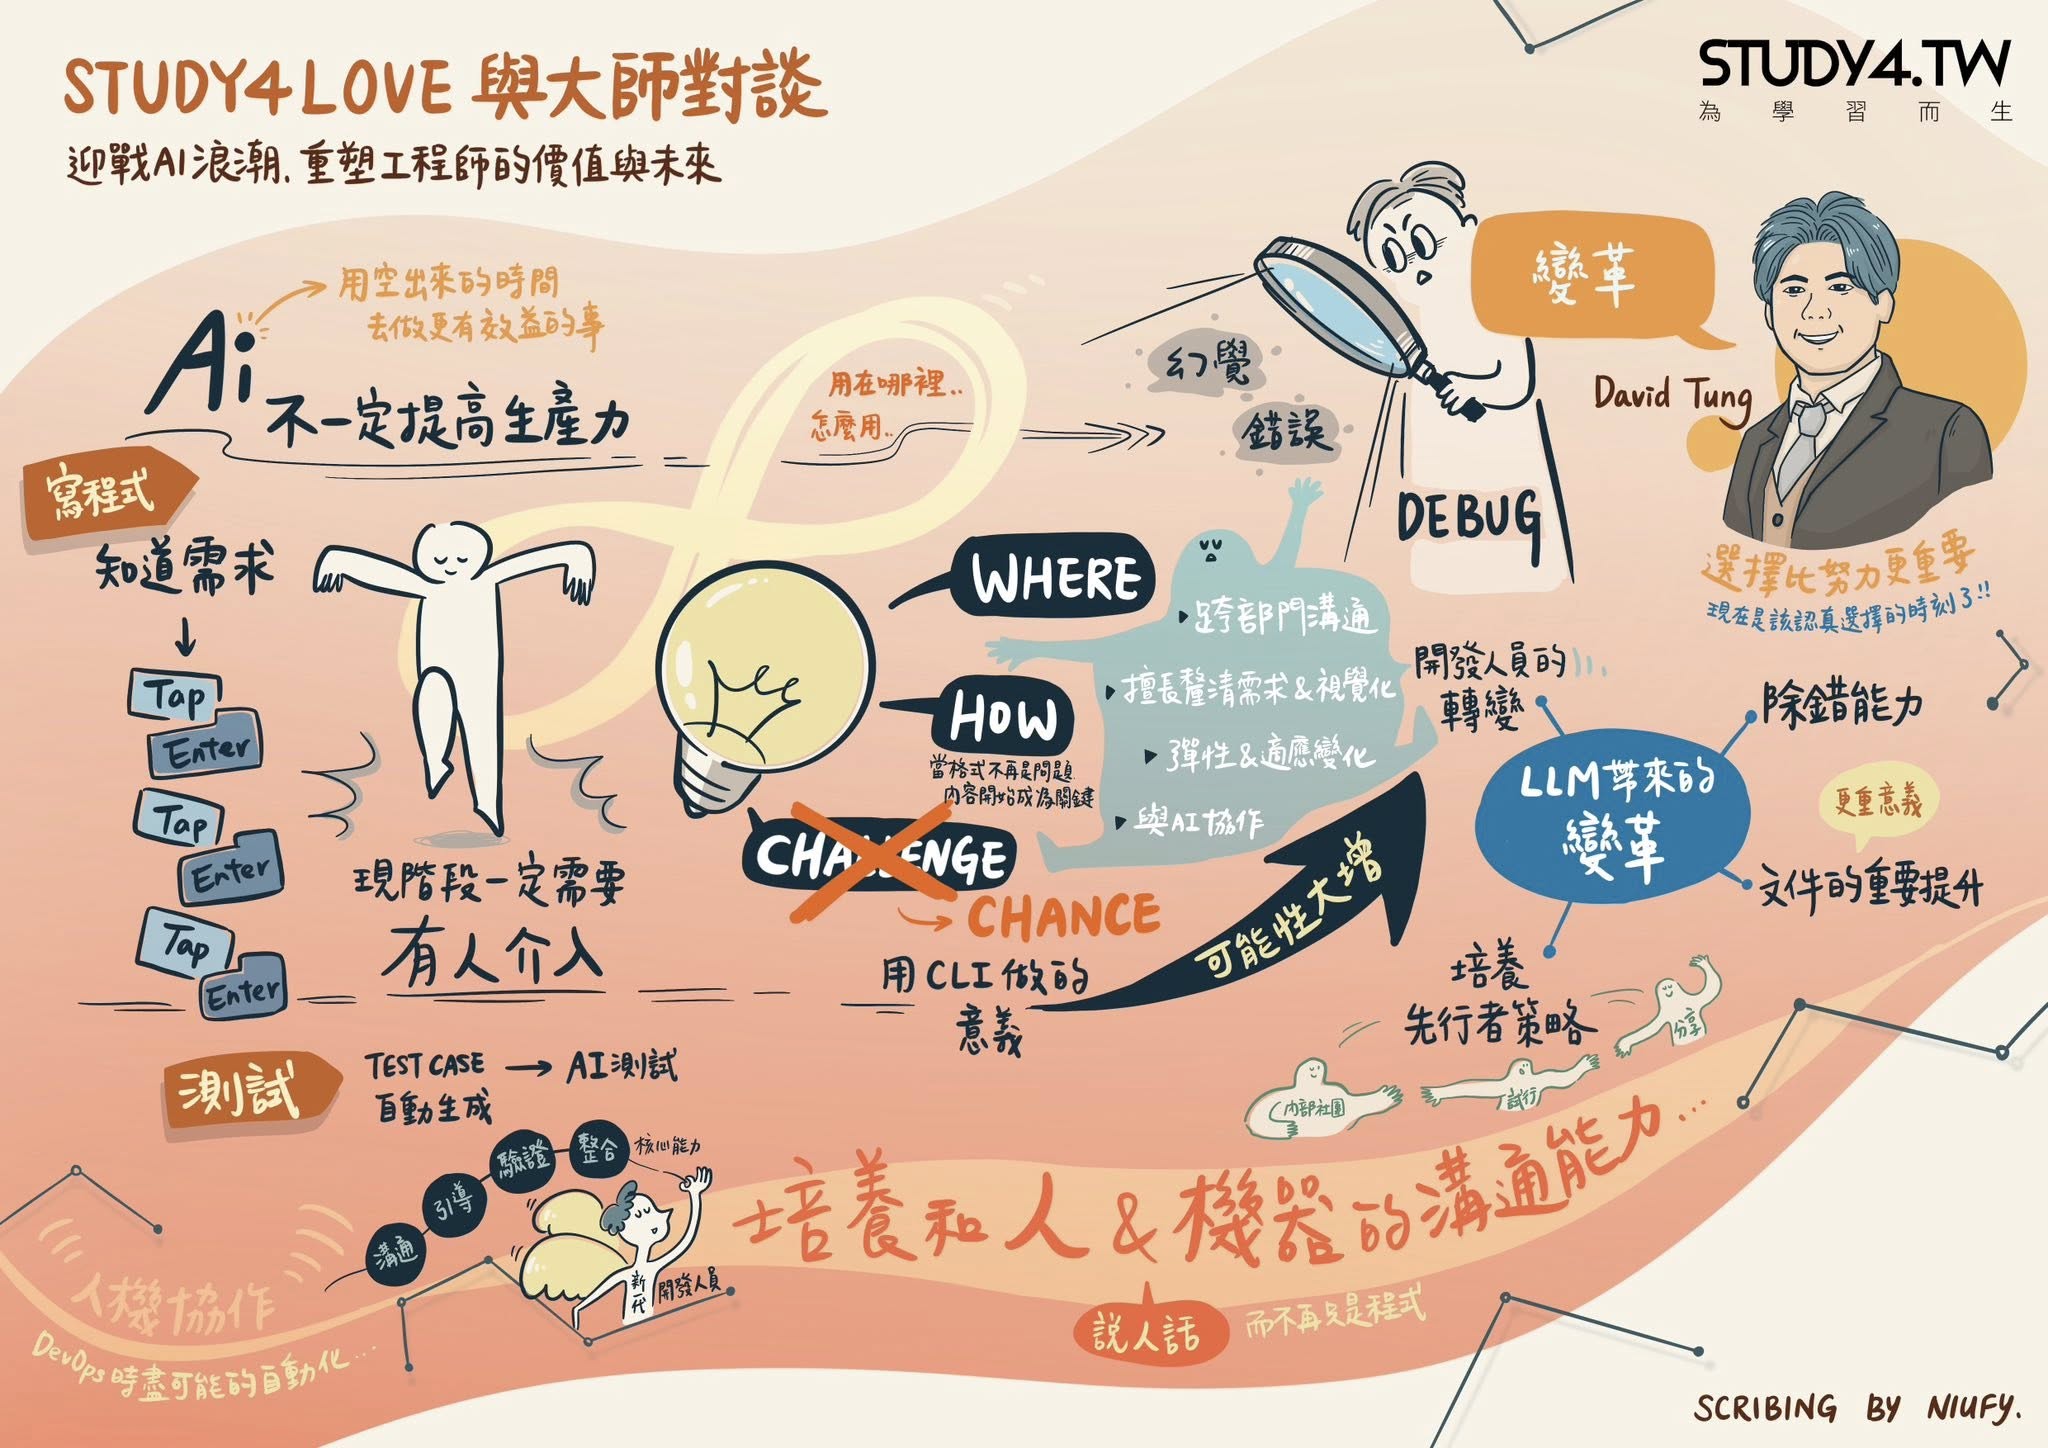 STUDY4 LOVE 與大師對談
迎戰AI浪潮、重塑工程師的價值與未來
STUDY4.TW
為學習而生
用空出來的時間
去做更有效益的事
Ai
不一定提高生產力
用在哪裡..
怎麼用..
幻覺
錯誤
DEBUG
變革
David Tung
選擇比努力更重要
現在是該認真選擇的時刻了!!
寫程式
知道需求
Tap
Enter
Tap
Enter
Tap
Enter
現階段一定需要
有人介入
WHERE
HOW
當格式不再是問題
內容開始成為關鍵
CHALLENGE
CHANCE
跨部門溝通
擅長釐清需求&視覺化
彈性&適應變化
與AI協作
用CLI做的
意義
可能性大增
開發人員的
轉變
除錯能力
LLM帶來的
變革
更重意義
文件的重要提升
培養
先行者策略
內部社團
試行
分享
測試
TEST CASE
自動生成
AI測試
溝通
引導
驗證
整合
核心能力
新一代
開發人員
人機協作
DevOps時盡可能的自動化...
培養和人&機器的溝通能力...
說人話
而不再只是程式
SCRIBING BY NIUFY.